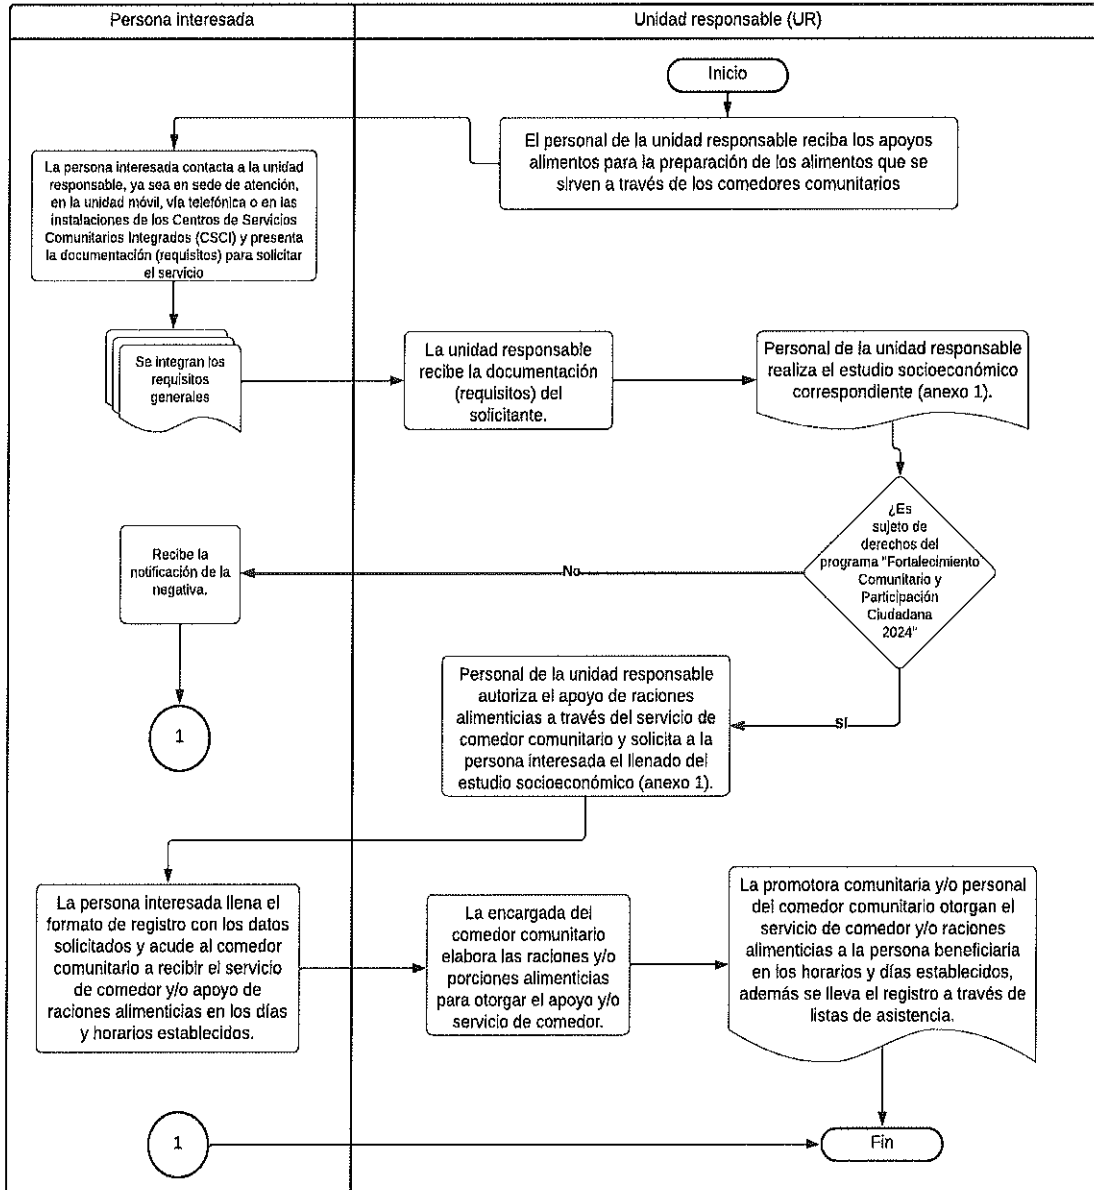 Persona interesada
Unidad responsable (UR)
Inicio
El personal de la unidad responsable reciba los apoyos
alimentos para la preparación de los alimentos que se
sirven a través de los comedores comunitarios
La persona interesada contacta a la unidad
responsable, ya sea en sede de atención,
en la unidad móvil, vía telefónica o en las
instalaciones de los Centros de Servicios
Comunitarios Integrados (CSCI) y presenta
la documentación (requisitos) para solicitar
el servicio
Se integran los
requisitos
generales
La unidad responsable
recibe la documentación
(requisitos) del
solicitante.
Personal de la unidad responsable
realiza el estudio socioeconómico
correspondiente (anexo 1).
¿Es
sujeto de
derechos del
programa "Fortalecimiento
Comunitario y
Participación
Ciudadana
2024"
No
Recibe la
notificación de la
negativa.
1
Sí
Personal de la unidad responsable
autoriza el apoyo de raciones
alimenticias a través del servicio de
comedor comunitario y solicita a la
persona interesada el llenado del
estudio socioeconómico (anexo 1).
La persona interesada llena el
formato de registro con los datos
solicitados y acude al comedor
comunitario a recibir el servicio
de comedor y/o apoyo de
raciones alimenticias en los días
y horarios establecidos.
La encargada del
comedor comunitario
elabora las raciones y/o
porciones alimenticias
para otorgar el apoyo y/o
servicio de comedor.
La promotora comunitaria y/o personal
del comedor comunitario otorgan el
servicio de comedor y/o raciones
alimenticias a la persona beneficiaria
en los horarios y días establecidos,
además se lleva el registro a través de
listas de asistencia.
1
Fin